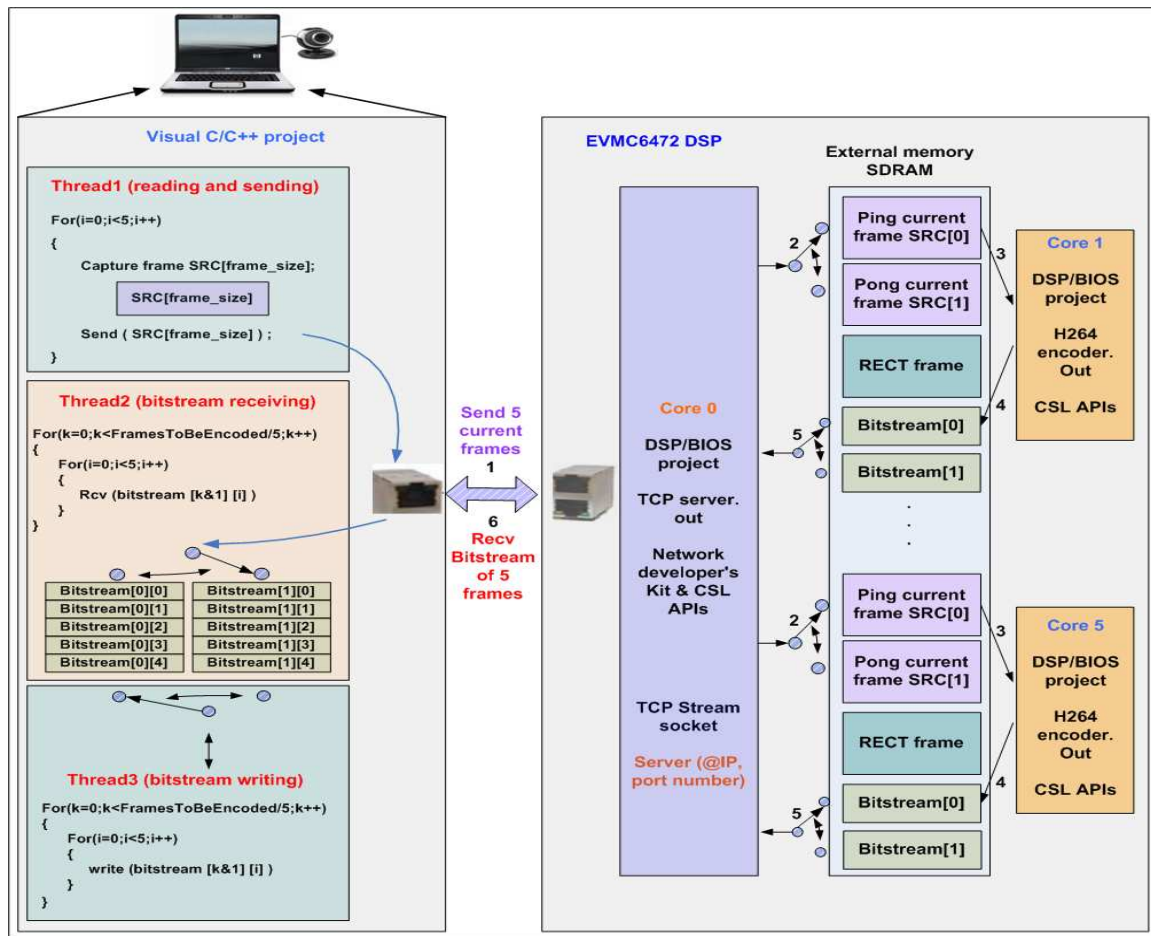 Visual C/C++ project
Thread1 (reading and sending)
For(i=0;i<5;i++)
{
Capture frame SRC[frame_size];
SRC[frame_size]
Send ( SRC[frame_size] ) ;
}
Thread2 (bitstream receiving)
For(k=0;k<FramesToBeEncoded/5;k++)
{
For(i=0;i<5;i++)
{
Rcv (bitstream [k&1] [i] )
}
}
Bitstream[0][0]
Bitstream[0][1]
Bitstream[0][2]
Bitstream[0][3]
Bitstream[0][4]
Bitstream[1][0]
Bitstream[1][1]
Bitstream[1][2]
Bitstream[1][3]
Bitstream[1][4]
Thread3 (bitstream writing)
For(k=0;k<FramesToBeEncoded/5;k++)
{
For(i=0;i<5;i++)
{
write (bitstream [k&1] [i] )
}
}
Send 5
current
frames
1
6
Recv
Bitstream
of 5
frames
EVMC6472 DSP
Core 0
DSP/BIOS
project
TCP server.
out
Network
developer's
Kit & CSL
APIs
TCP Stream
socket
Server (@IP,
port number)
External memory
SDRAM
2
Ping current
frame SRC[0]
Pong current
frame SRC[1]
RECT frame
5
Bitstream[0]
Bitstream[1]
3
4
Core 1
DSP/BIOS
project
H264
encoder.
Out
CSL APIs
.
.
.
2
Ping current
frame SRC[0]
Pong current
frame SRC[1]
RECT frame
5
Bitstream[0]
Bitstream[1]
3
4
Core 5
DSP/BIOS
project
H264
encoder.
Out
CSL APIs